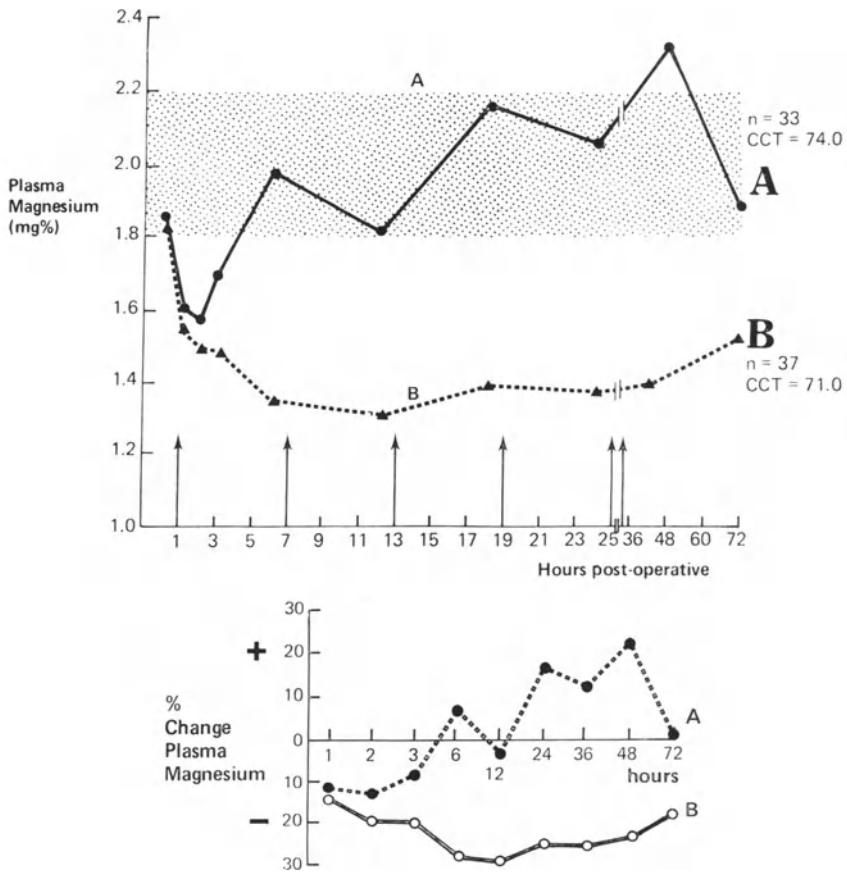 2.4
2.2
2.0
1.8
1.6
1.4
1.2
1.0
Plasma
Magnesium
(mg%)
A
n = 33
CCT = 74.0
A
B
n = 37
CCT = 71.0
B
1 3 5 7 9 11 13 15 17 19 21 23 25 36 48 60 72
Hours post-operative
30
20
10
0
10
20
30
+
%
Change
Plasma
Magnesium
−
1 2 3 6 12 24 36 48 72
hours
A
B